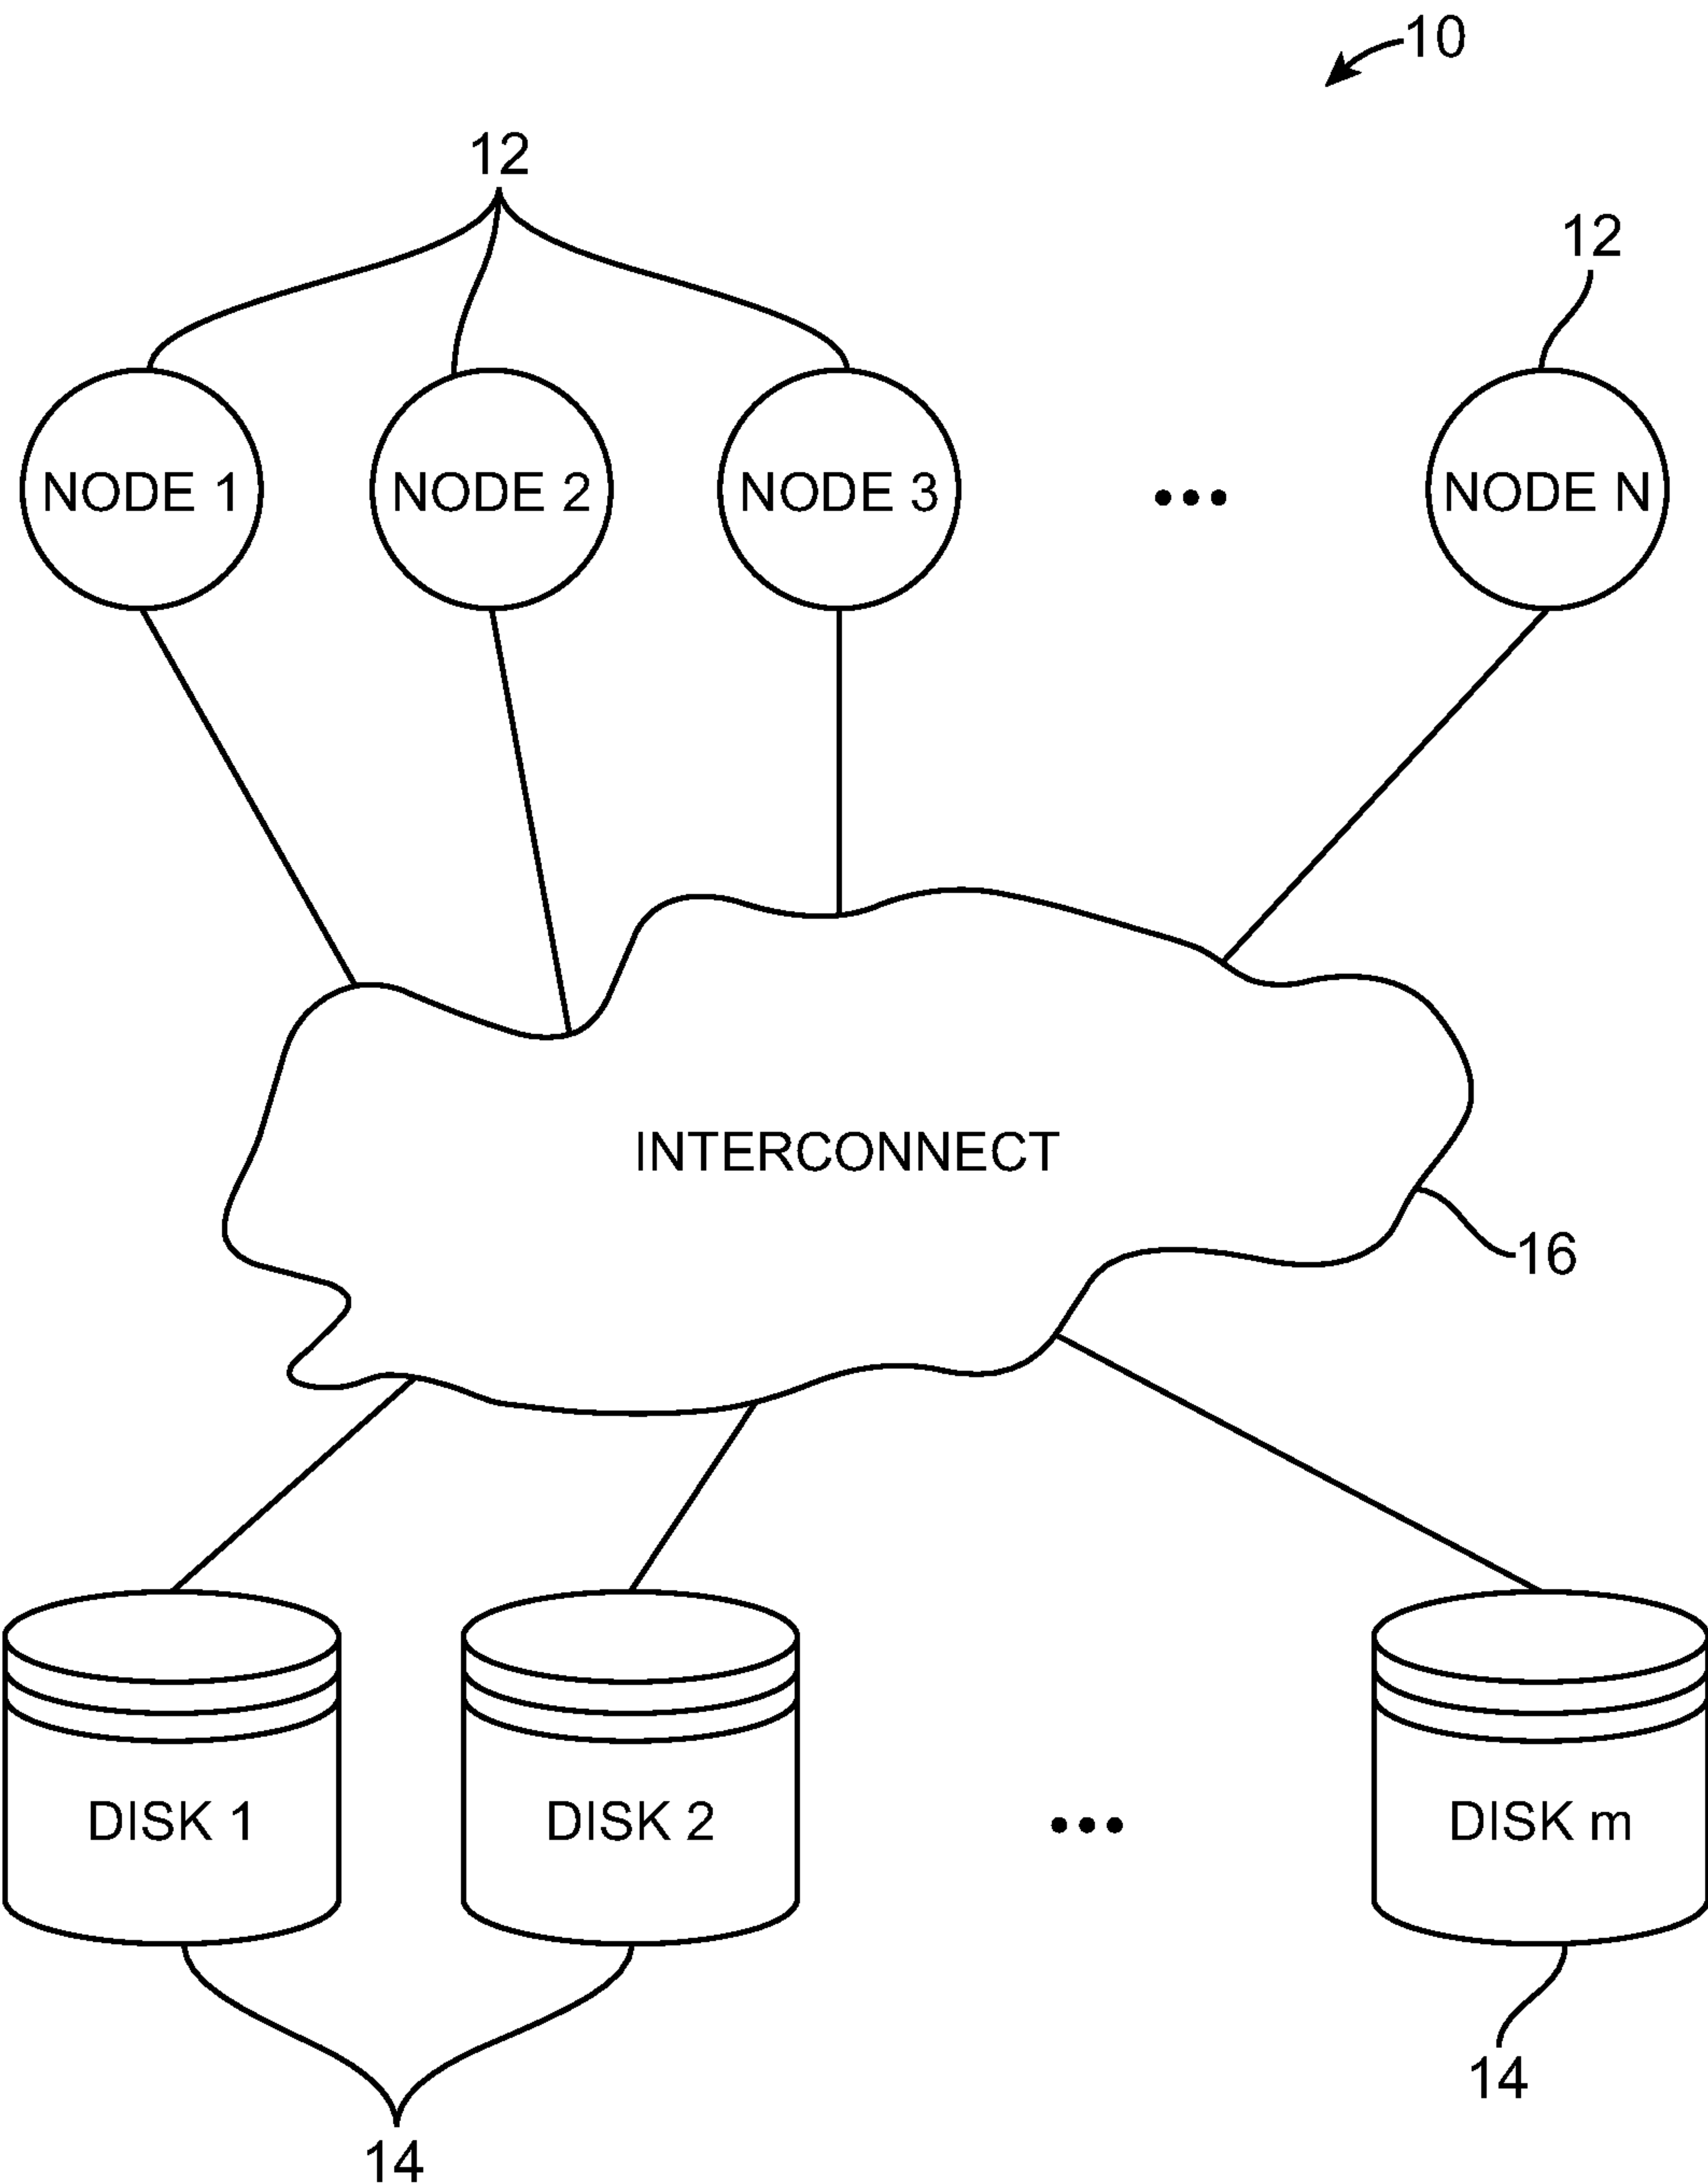 10
12
12
NODE 1
NODE 2
NODE 3
...
NODE N
INTERCONNECT
16
DISK 1
DISK 2
...
DISK m
14
14